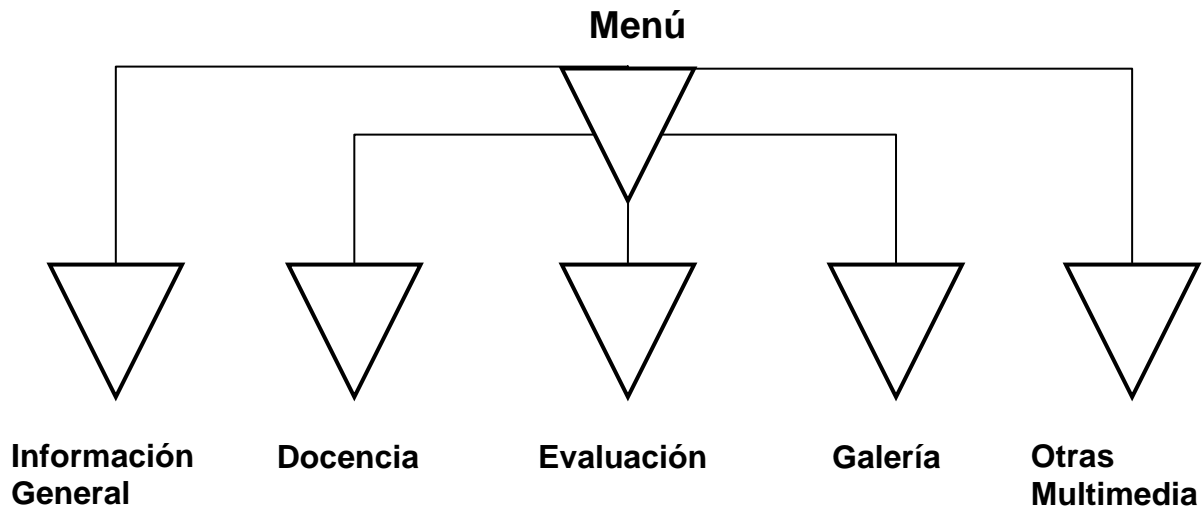 Menú
Información
General
Docencia
Evaluación
Galería
Otras
Multimedia